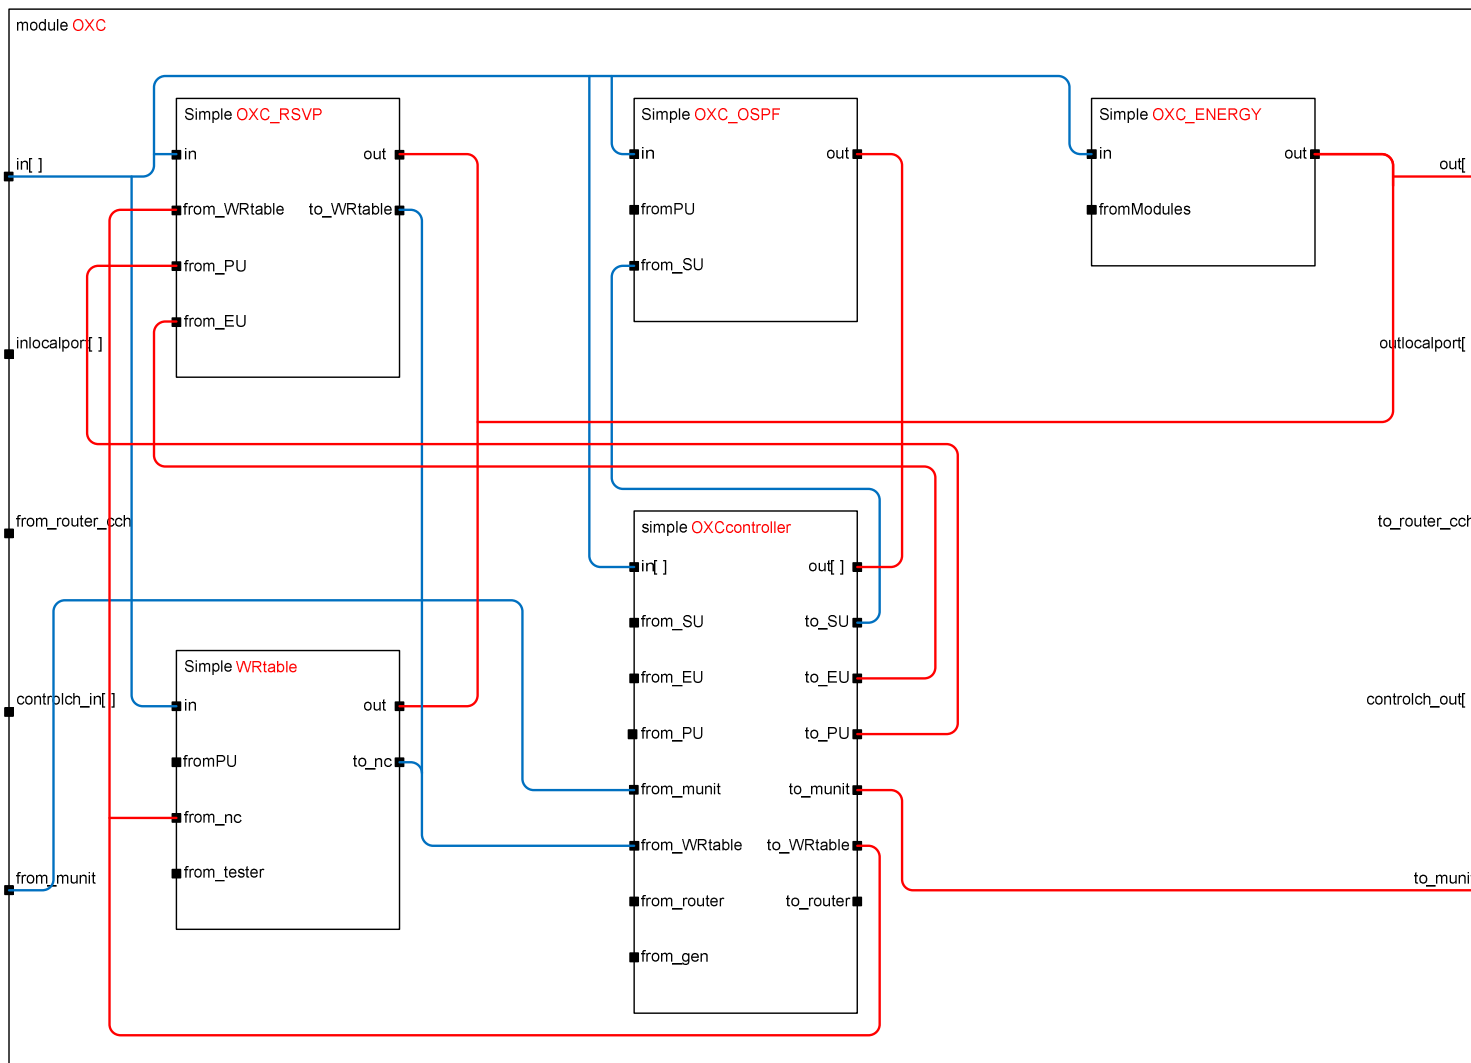 module OXC
Simple OXC_RSVP
in
out
from_WRtable
to_WRtable
from_PU
from_EU
Simple OXC_OSPF
in
out
fromPU
from_SU
Simple OXC_ENERGY
in
out
fromModules
in[ ]
out[
inlocalport[ ]
outlocalport[
from_router_cch
to_router_cch
controlch_in[ ]
controlch_out[
from_munit
to_munit
Simple WRtable
in
out
fromPU
to_nc
from_nc
from_tester
simple OXCcontroller
in[ ]
out[ ]
from_SU
to_SU
from_EU
to_EU
from_PU
to_PU
from_munit
to_munit
from_WRtable
to_WRtable
from_router
to_router
from_gen